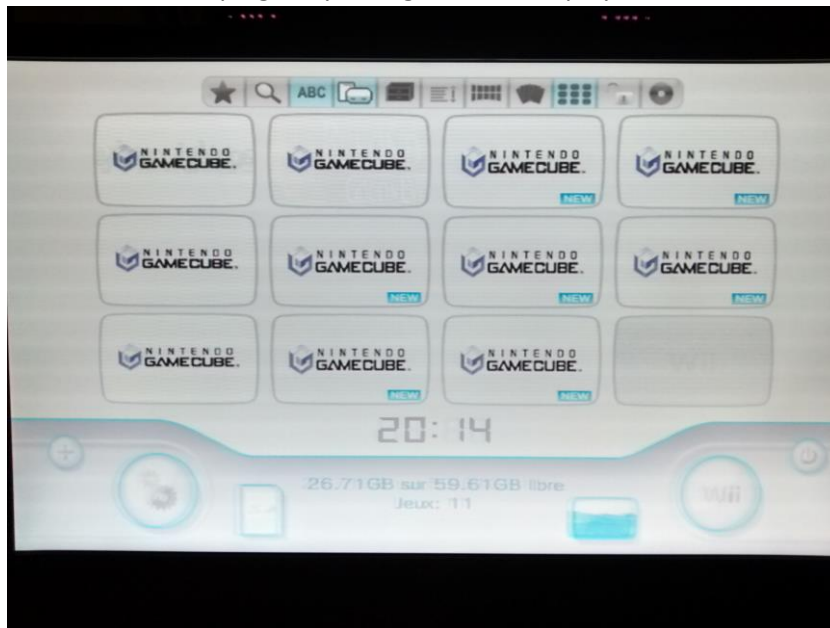 ABC
NINTENDO GAMECUBE.
NINTENDO GAMECUBE.
NINTENDO GAMECUBE.
NEW
NINTENDO GAMECUBE.
NEW
NINTENDO GAMECUBE.
NINTENDO GAMECUBE.
NEW
NINTENDO GAMECUBE.
NEW
NINTENDO GAMECUBE.
NEW
NINTENDO GAMECUBE.
NINTENDO GAMECUBE.
NEW
NINTENDO GAMECUBE.
NEW
Wii
20:14
26.71GB sur 59.61GB libre
Jeux: 11
Wii